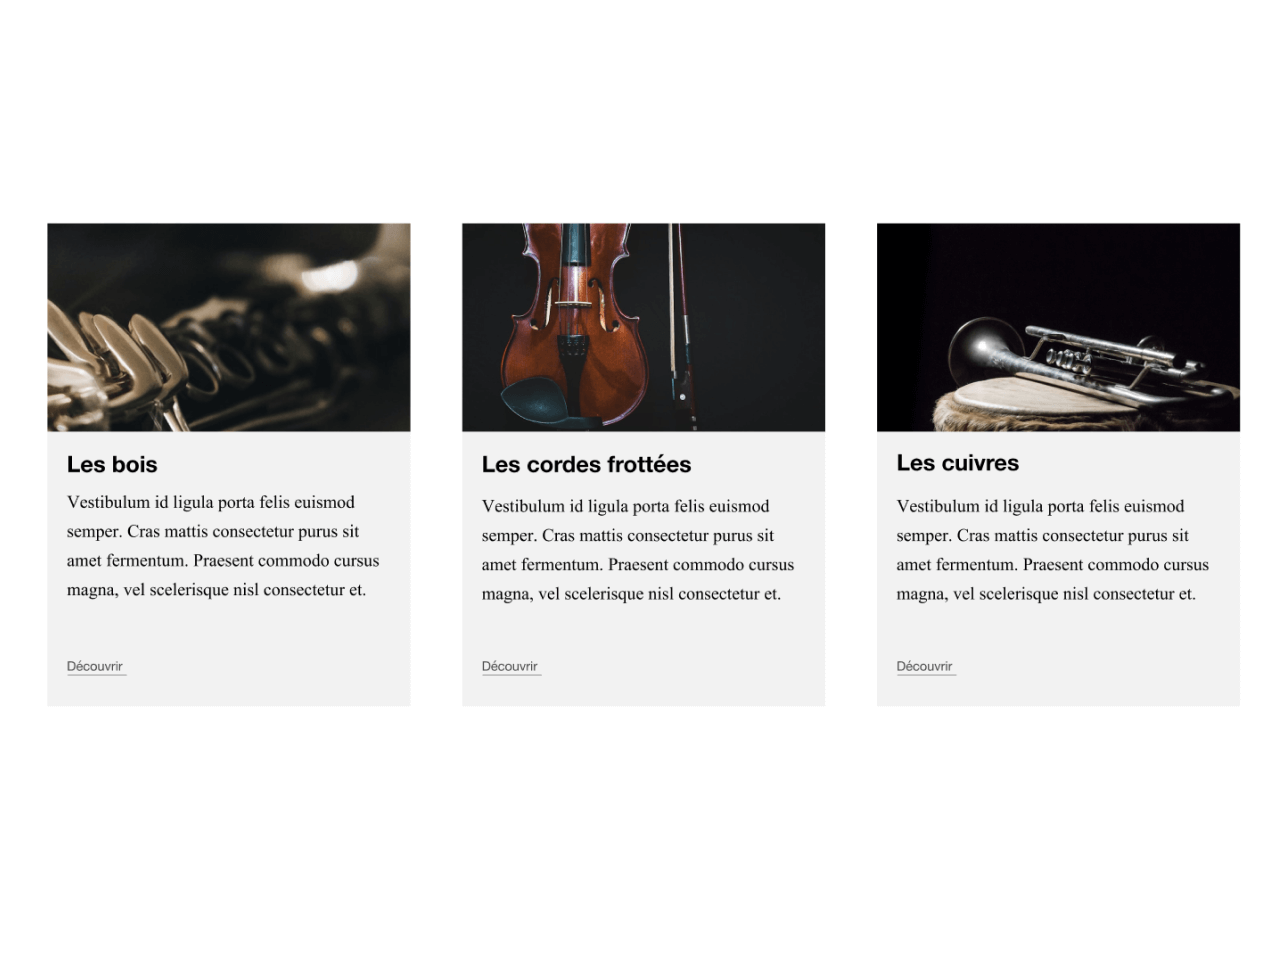 Les bois
Vestibulum id ligula porta felis euismod
semper. Cras mattis consectetur purus sit
amet fermentum. Praesent commodo cursus
magna, vel scelerisque nisl consectetur et.
Découvrir
Les cordes frottées
Vestibulum id ligula porta felis euismod
semper. Cras mattis consectetur purus sit
amet fermentum. Praesent commodo cursus
magna, vel scelerisque nisl consectetur et.
Découvrir
Les cuivres
Vestibulum id ligula porta felis euismod
semper. Cras mattis consectetur purus sit
amet fermentum. Praesent commodo cursus
magna, vel scelerisque nisl consectetur et.
Découvrir